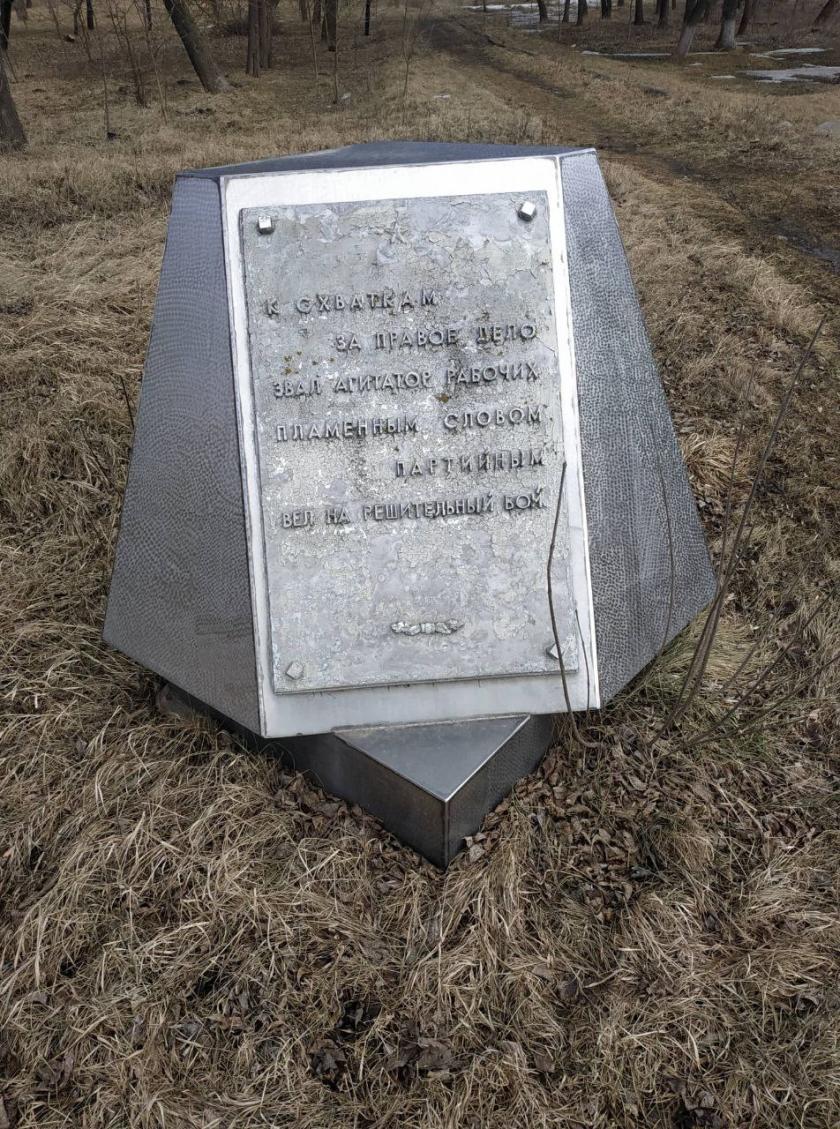 К СХВАТКАМ
ЗА ПРАВОЕ ДЕЛО
ЗВАЛ АГИТАТОР РАБОЧИХ
ПЛАМЕННЫМ СЛОВОМ
ПАРТИЙНЫМ
ВЕЛ НА РЕШИТЕЛЬНЫЙ БОЙ